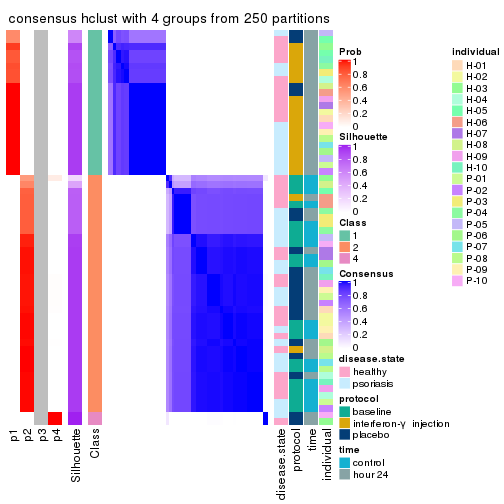 consensus hclust with 4 groups from 250 partitions
Prob
1
0.8
0.6
0.4
0.2
0
Silhouette
1
0.8
0.6
0.4
0.2
0
Class
1
2
4
Consensus
1
0.8
0.6
0.4
0.2
0
disease.state
healthy
psoriasis
protocol
baseline
interferon-γ injection
placebo
time
control
hour 24
individual
H-01
H-02
H-03
H-04
H-05
H-06
H-07
H-08
H-09
H-10
P-01
P-02
P-03
P-04
P-05
P-06
P-07
P-08
P-09
P-10
p1
p2
p3
p4
Silhouette
Class
disease.state
protocol
time
individual